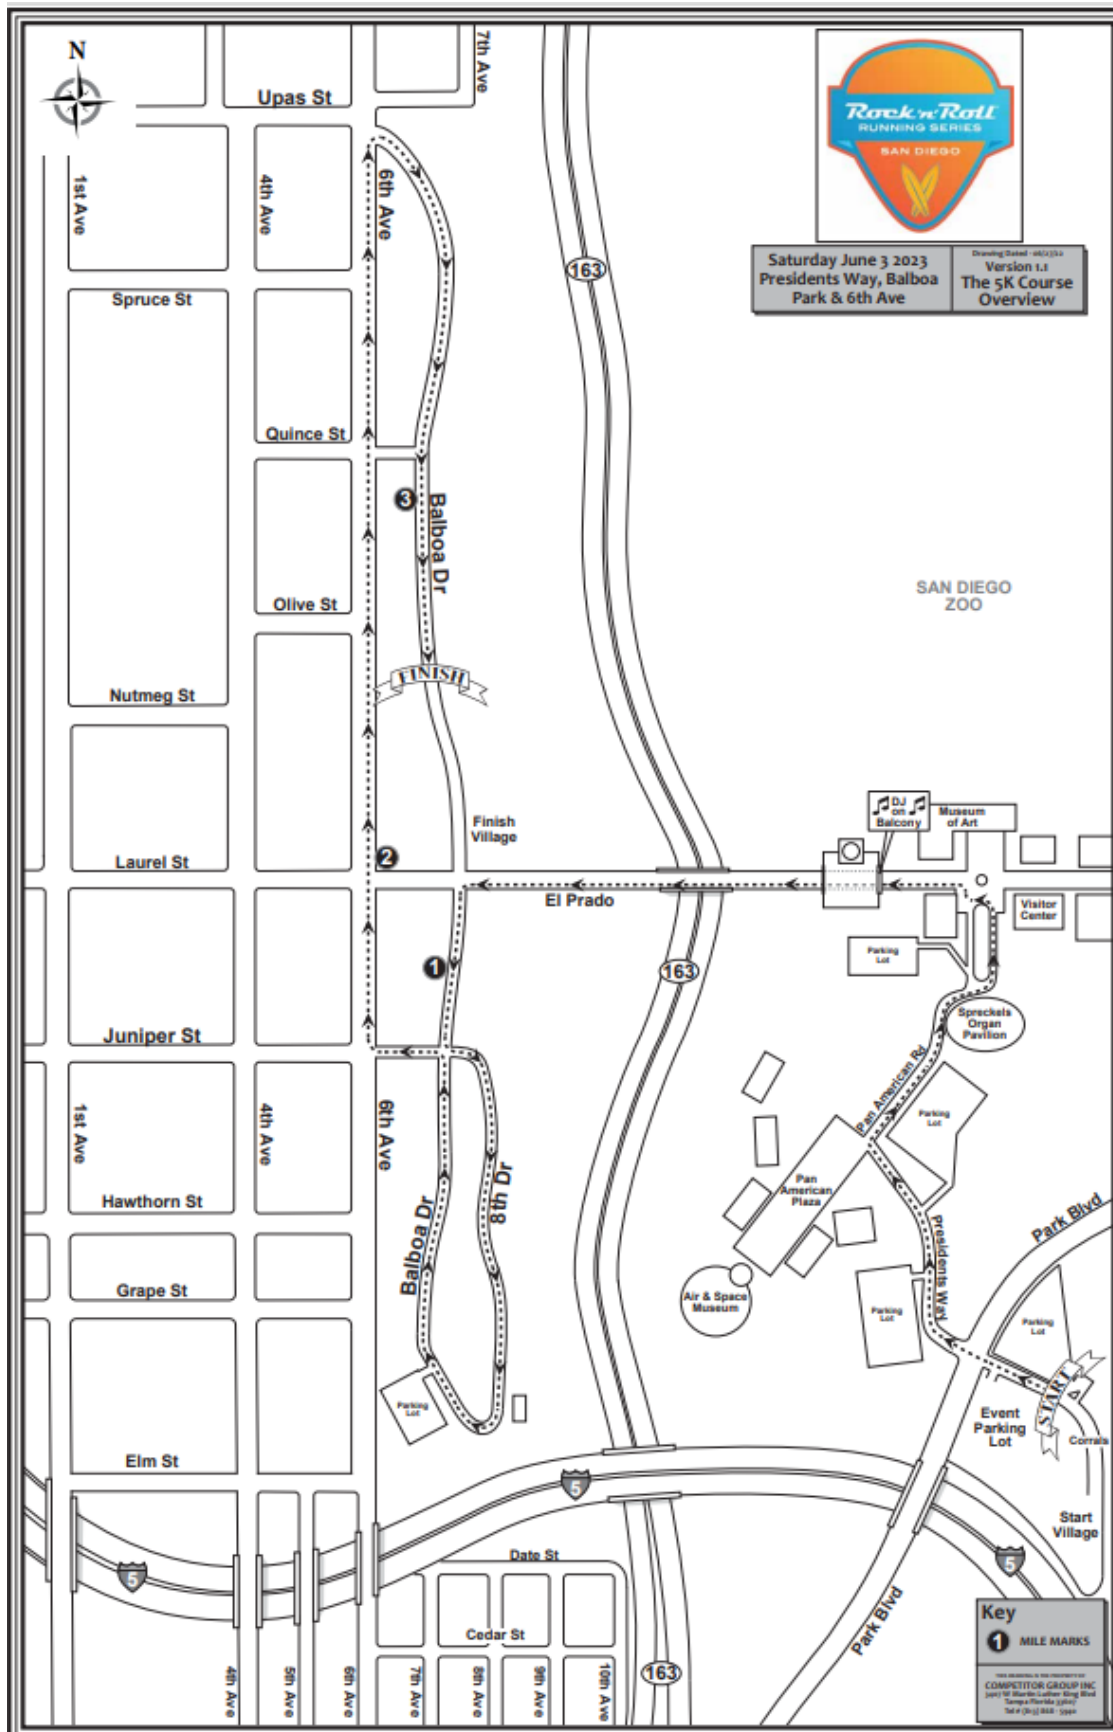 N
7th Ave
Upas St
Rock 'n' Roll
RUNNING SERIES
SAN DIEGO
1st Ave
4th Ave
6th Ave
163
Saturday June 3 2023
Presidents Way, Balboa
Park & 6th Ave
Version 1.1
The 5K Course
Overview
Spruce St
Quince St
3
Balboa Dr
Olive St
SAN DIEGO
ZOO
FINISH
Nutmeg St
Finish
Village
DJ
on
Balcony
Museum
of Art
Laurel St
2
El Prado
Visitor
Center
Parking
Lot
1
163
Juniper St
Spreckels
Organ
Pavilion
Pan American Rd
1st Ave
4th Ave
6th Ave
Parking
Lot
Pan
American
Plaza
Hawthorn St
8th Dr
Balboa Dr
Presidents Way
Park Blvd
Grape St
Air & Space
Museum
Parking
Lot
Parking
Lot
START
Parking
Lot
Event
Parking
Lot
Corrals
Elm St
5
Start
Village
Date St
5
5
Cedar St
Park Blvd
4th Ave
5th Ave
6th Ave
7th Ave
8th Ave
9th Ave
10th Ave
163
Key
1 MILE MARKS
COMPETITOR GROUP INC